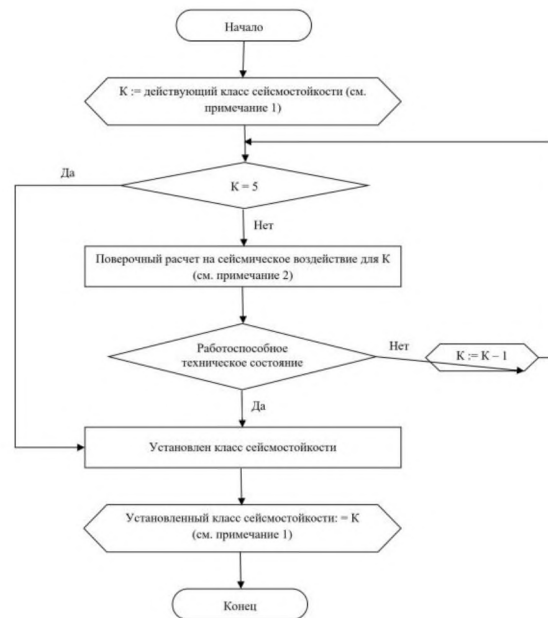 Начало
К := действующий класс сейсмостойкости (см.
примечание 1)
Да
К = 5
Нет
Поверочный расчет на сейсмическое воздействие для К
(см. примечание 2)
Работоспособное
техническое состояние
Нет
К := К – 1
Да
Установлен класс сейсмостойкости
Установленный класс сейсмостойкости: = К
(см. примечание 1)
Конец